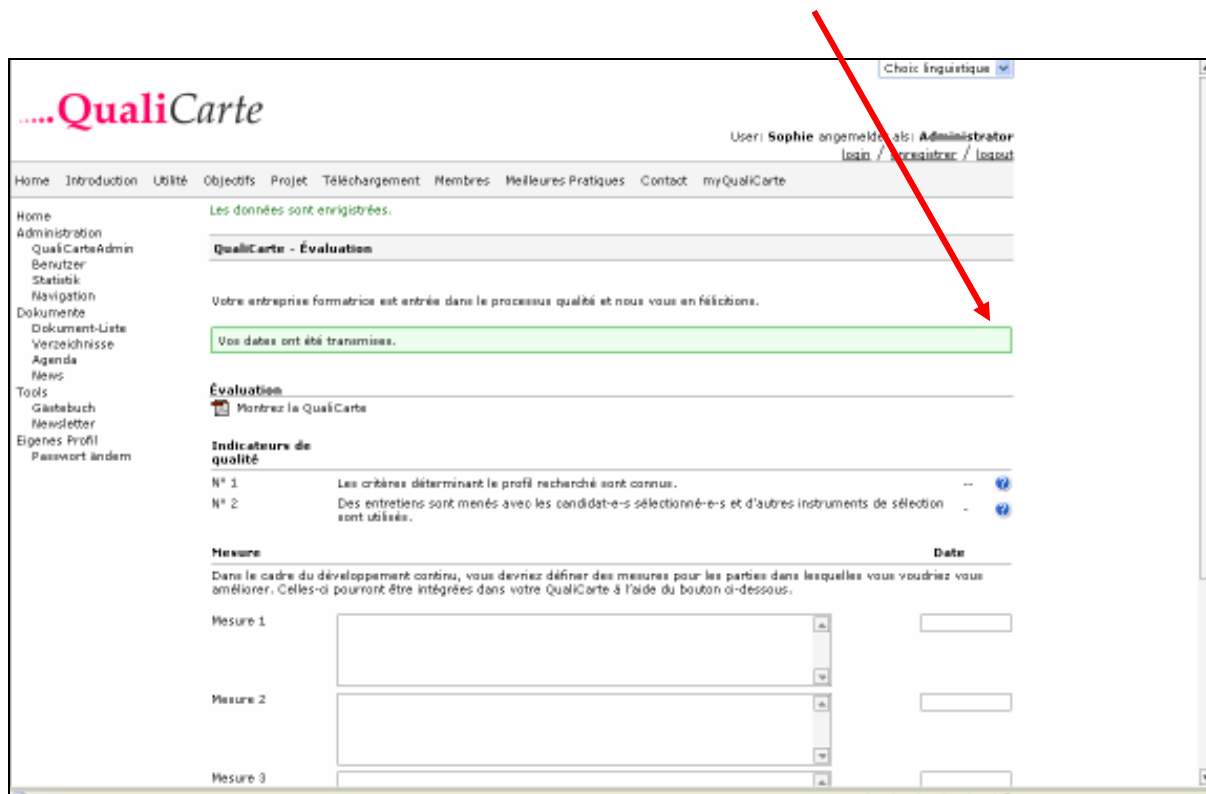 Choix linguistique
.....QualiCarte
User: Sophie angemeldet als: Administrator
login / enregistrer / logout
Home Introduction Utilité Objectifs Projet Téléchargement Membres Meilleures Pratiques Contact myQualiCarte
Les données sont enrigistrées.
Home
Administration
QualiCarteAdmin
Benutzer
Statistik
Navigation
Dokumente
Dokument-Liste
Verzeichnisse
Agenda
News
Tools
Gästebuch
Newsletter
Eigenes Profil
Passwort ändern
QualiCarte - Évaluation
Votre entreprise formatrice est entrée dans le processus qualité et nous vous en félicitions.
Vos dates ont été transmises.
Évaluation
Montrez la QualiCarte
Indicateurs de
qualité
N° 1 Les critères déterminant le profil recherché sont connus. --
N° 2 Des entretiens sont menés avec les candidat-e-s sélectionné-e-s et d'autres instruments de sélection -
sont utilisés.
Mesure Date
Dans le cadre du développement continu, vous devriez définer des mesures pour les parties dans lesquelles vous voudriez vous
améliorer. Celles-ci pourront être intégrées dans votre QualiCarte à l'aide du bouton ci-dessous.
Mesure 1
Mesure 2
Mesure 3